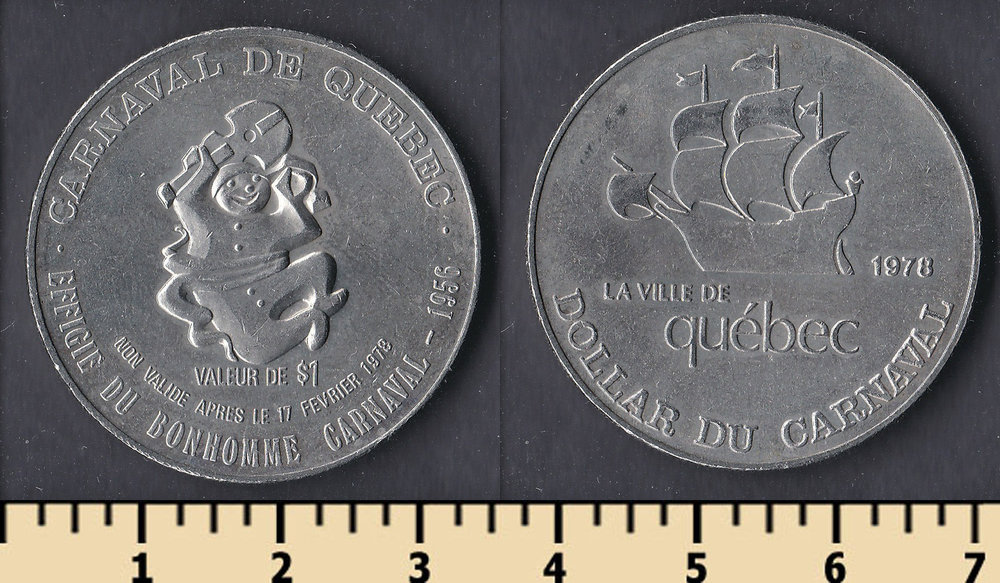 · CARNAVAL DE QUEBEC ·
EFFIGIE DU BONHOMME CARNAVAL - 1956
VALEUR DE $1
NON VALIDE APRES LE 17 FEVRIER 1978
1978
LA VILLE DE
québec
DOLLAR DU CARNAVAL
1 2 3 4 5 6 7